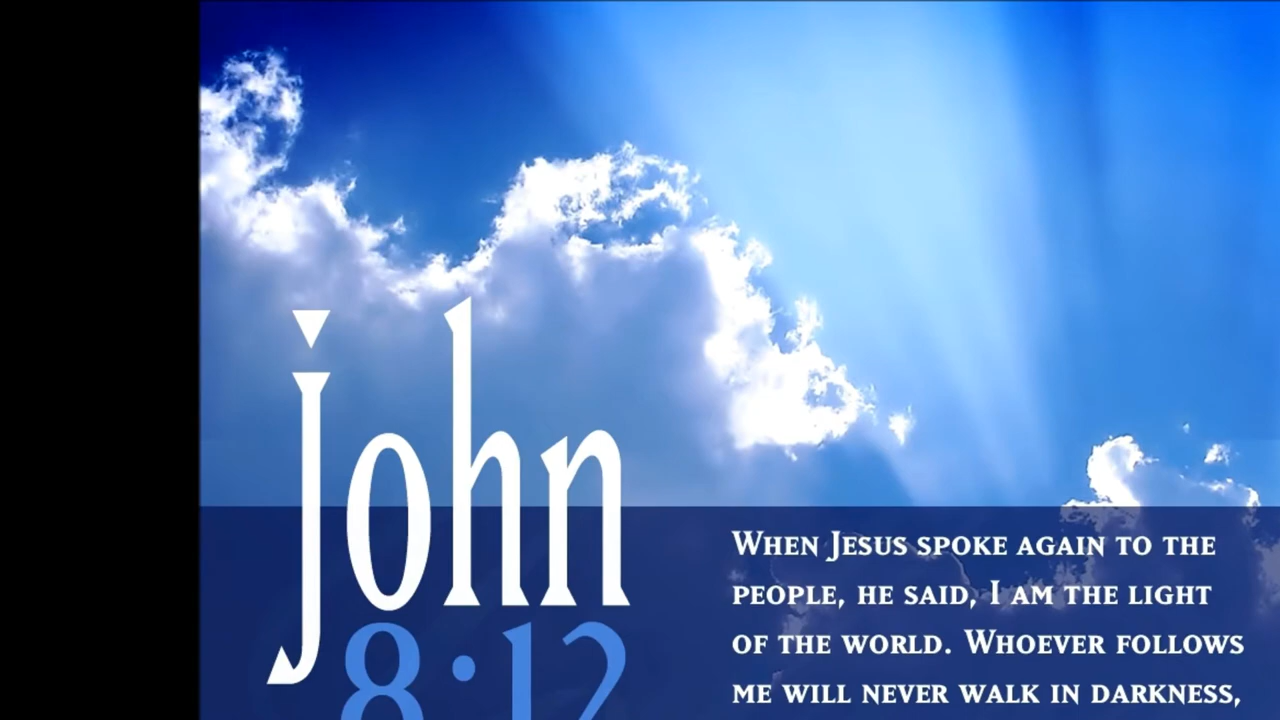 john
8:12
When Jesus spoke again to the
people, he said, I am the light
of the world. Whoever follows
me will never walk in darkness,